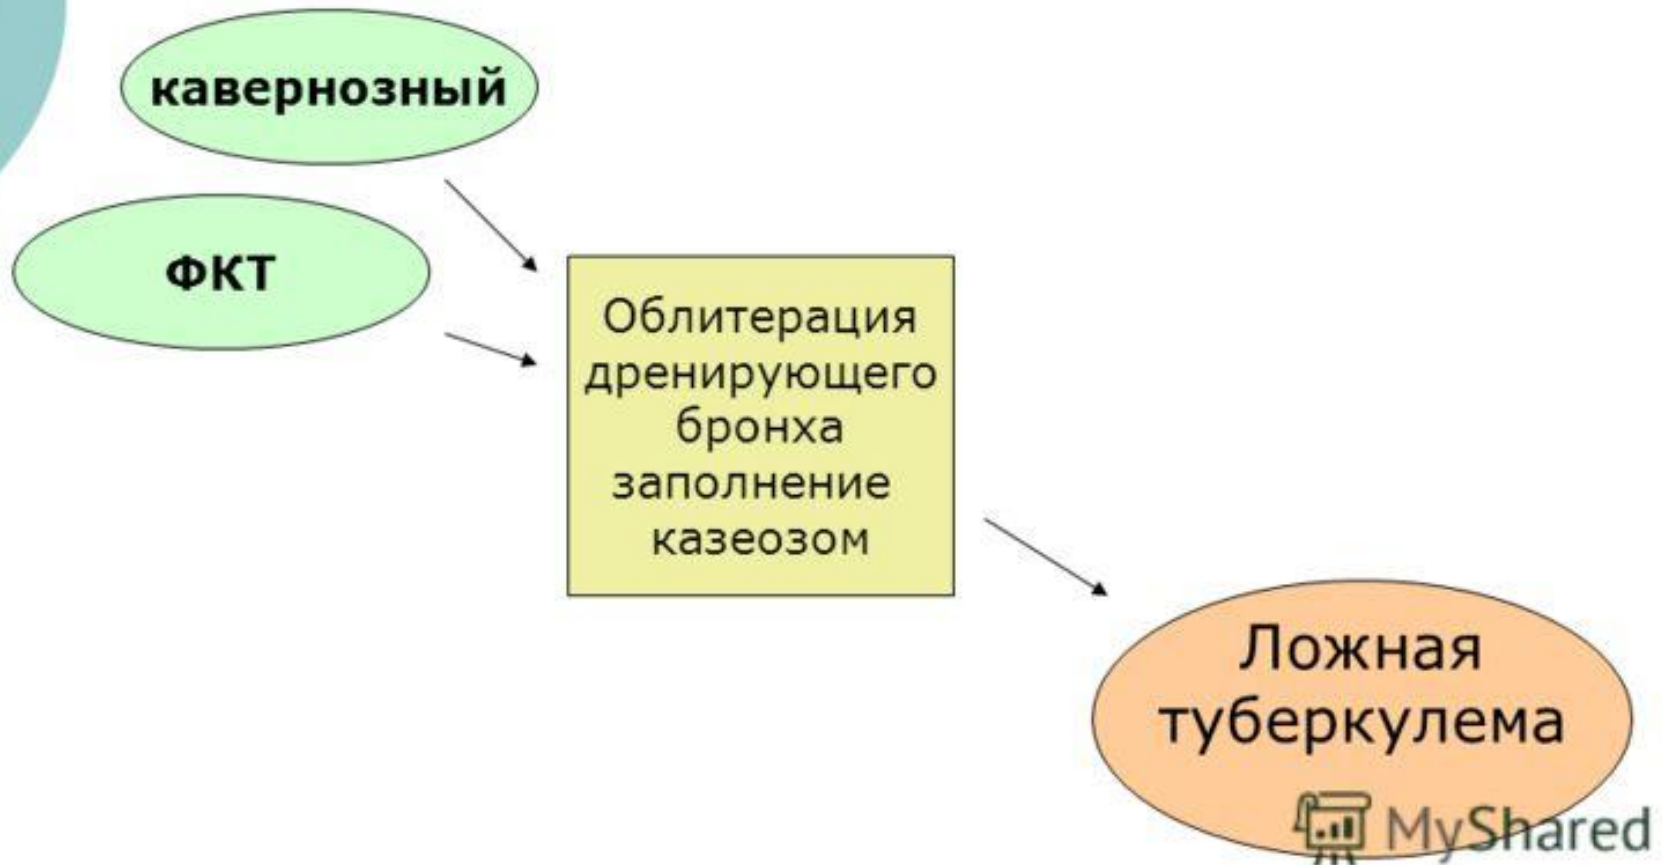 кавернозный
ФКТ
Облитерация
дренирующего
бронха
заполнение
казеозом
Ложная
туберкулема
MyShared